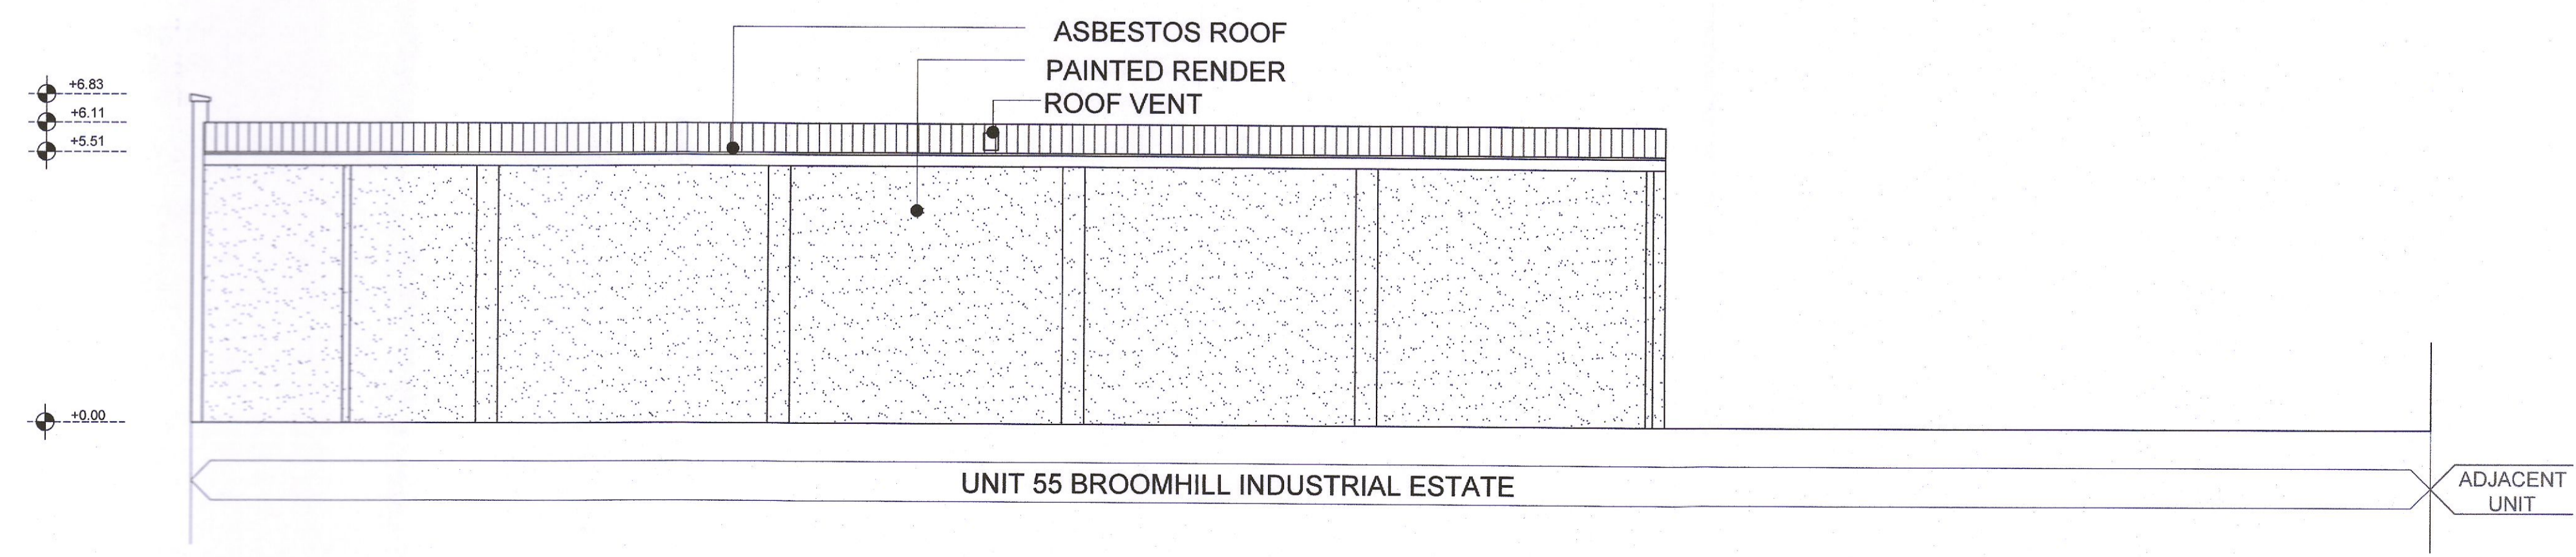 ASBESTOS ROOF
PAINTED RENDER
ROOF VENT
+6.83
+6.11
+5.51
+0.00
UNIT 55 BROOMHILL INDUSTRIAL ESTATE
ADJACENT
UNIT